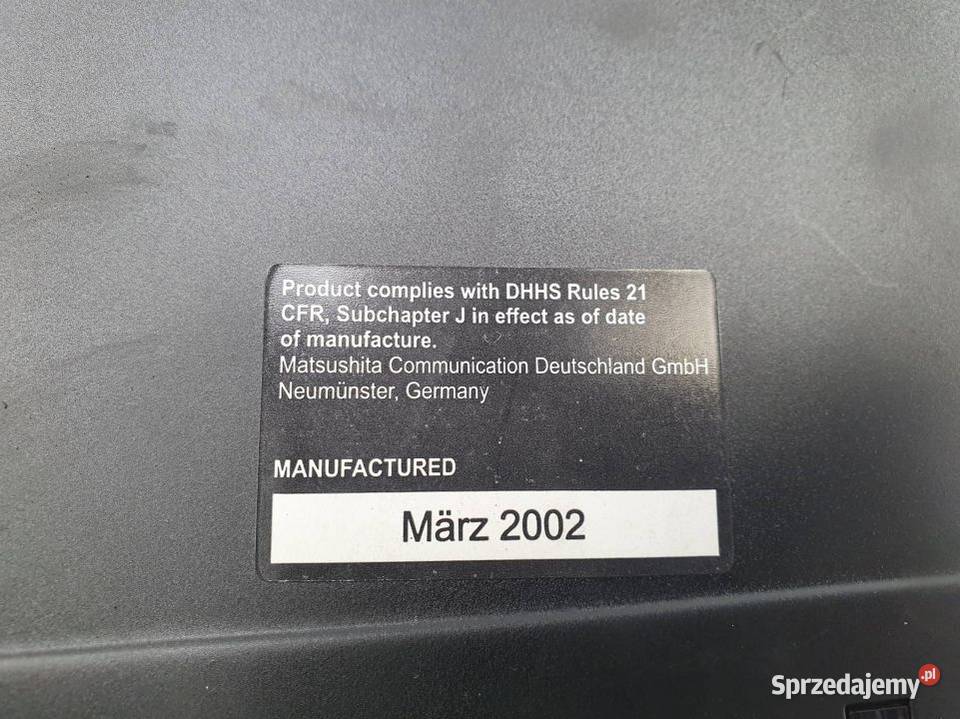 Product complies with DHHS Rules 21
CFR, Subchapter J in effect as of date
of manufacture.
Matsushita Communication Deutschland GmbH
Neumünster, Germany
MANUFACTURED
März 2002
Sprzedajemy.pl